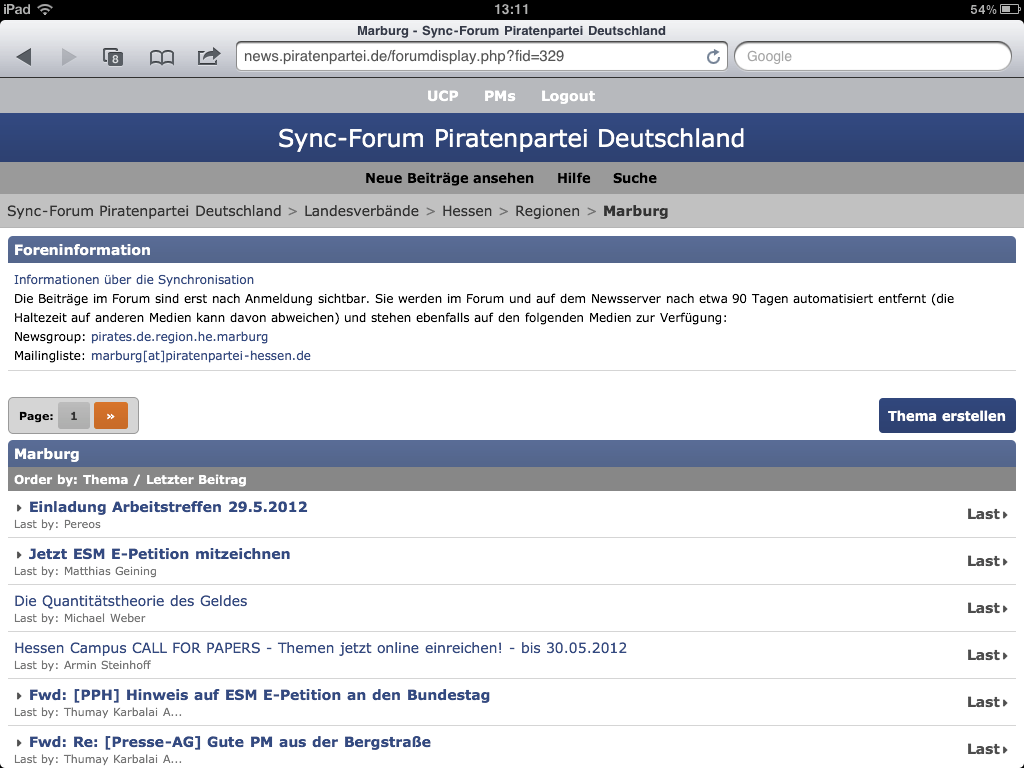 iPad 13:11 54%
Marburg - Sync-Forum Piratenpartei Deutschland
8 news.piratenpartei.de/forumdisplay.php?fid=329 Google
UCP PMs Logout
Sync-Forum Piratenpartei Deutschland
Neue Beiträge ansehen Hilfe Suche
Sync-Forum Piratenpartei Deutschland > Landesverbände > Hessen > Regionen > Marburg
Foreninformation
Informationen über die Synchronisation
Die Beiträge im Forum sind erst nach Anmeldung sichtbar. Sie werden im Forum und auf dem Newsserver nach etwa 90 Tagen automatisiert entfernt (die
Haltezeit auf anderen Medien kann davon abweichen) und stehen ebenfalls auf den folgenden Medien zur Verfügung:
Newsgroup: pirates.de.region.he.marburg
Mailingliste: marburg[at]piratenpartei-hessen.de
Page: 1 » Thema erstellen
Marburg
Order by: Thema / Letzter Beitrag
Einladung Arbeitstreffen 29.5.2012
Last by: Pereos
Last
Jetzt ESM E-Petition mitzeichnen
Last by: Matthias Geining
Last
Die Quantitätstheorie des Geldes
Last by: Michael Weber
Last
Hessen Campus CALL FOR PAPERS - Themen jetzt online einreichen! - bis 30.05.2012
Last by: Armin Steinhoff
Last
Fwd: [PPH] Hinweis auf ESM E-Petition an den Bundestag
Last by: Thumay Karbalai A...
Last
Fwd: Re: [Presse-AG] Gute PM aus der Bergstraße
Last by: Thumay Karbalai A...
Last